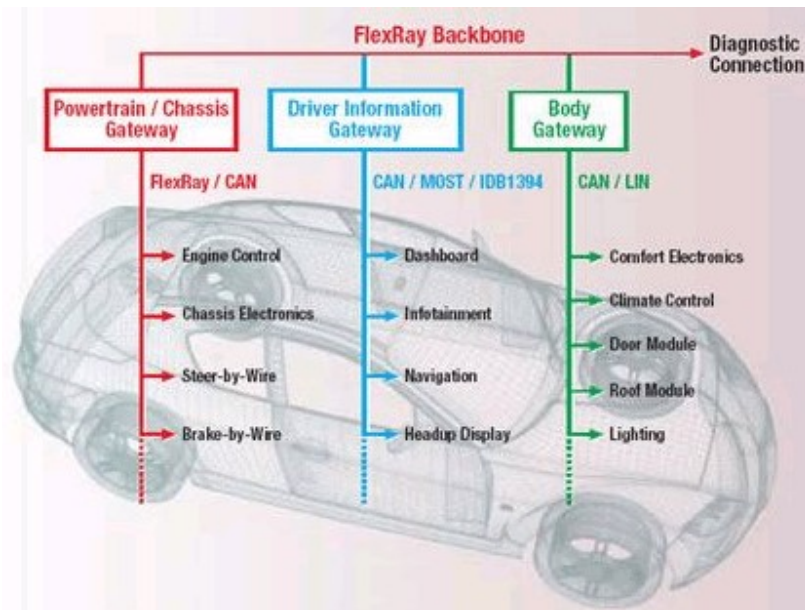 FlexRay Backbone
Diagnostic
Connection
Powertrain / Chassis
Gateway
Driver Information
Gateway
Body
Gateway
FlexRay / CAN
CAN / MOST / IDB1394
CAN / LIN
Engine Control
Chassis Electronics
Steer-by-Wire
Brake-by-Wire
Dashboard
Infotainment
Navigation
Headup Display
Comfort Electronics
Climate Control
Door Module
Roof Module
Lighting